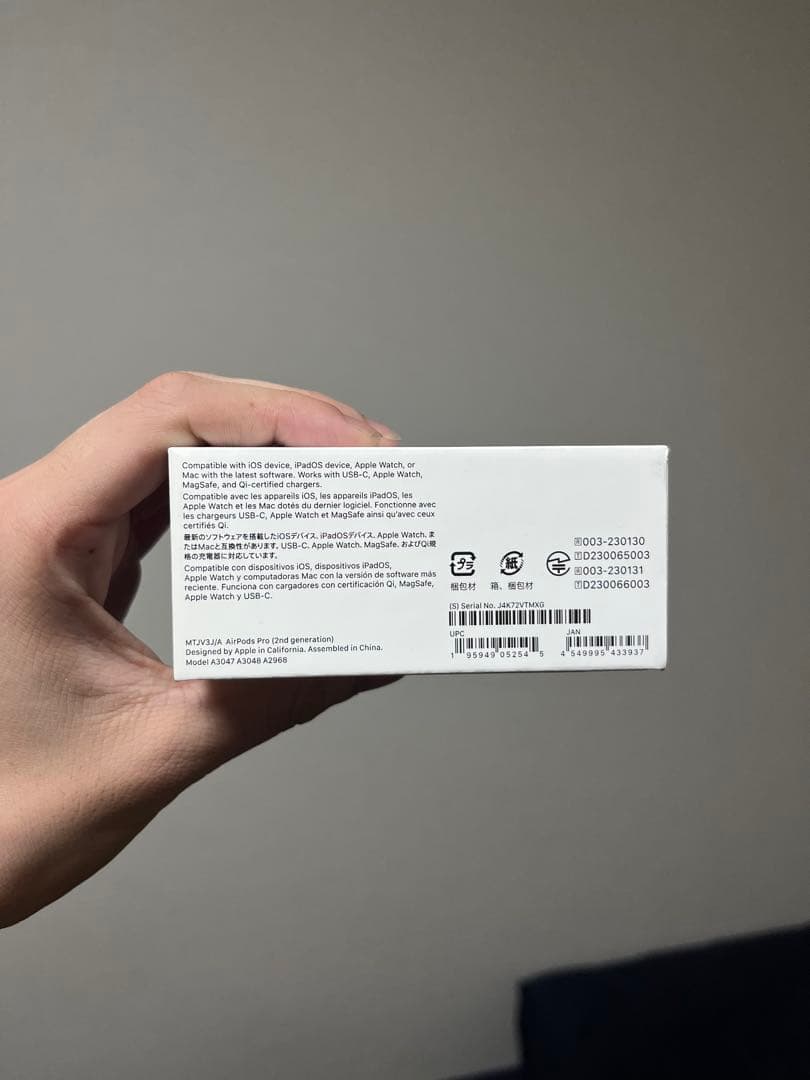 Compatible with iOS device, iPadOS device, Apple Watch, or
Mac with the latest software. Works with USB-C, Apple Watch,
MagSafe, and Qi-certified chargers.
Compatible avec les appareils iOS, les appareils iPadOS, les
Apple Watch et les Mac dotés du dernier logiciel. Fonctionne avec
les chargeurs USB-C, Apple Watch et MagSafe ainsi qu'avec ceux
certifiés Qi.
最新のソフトウェアを搭載したiOSデバイス、iPadOSデバイス、Apple Watch、ま
たはMacと互換性があります。USB-C、Apple Watch、MagSafe、およびQi規
格の充電器に対応しています。
Compatible con dispositivos iOS, dispositivos iPadOS,
Apple Watch y computadoras Mac con la versión de software más
reciente. Funciona con cargadores con certificación Qi, MagSafe,
Apple Watch y USB-C.
MTJV3J/A AirPods Pro (2nd generation)
Designed by Apple in California. Assembled in China.
Model A3047 A3048 A2968
プラ
梱包材
紙
箱、梱包材
R003-230130
TD230065003
R003-230131
TD230066003
(S) Serial No. J4K72VTMXG
UPC
1 95949 05254 5
JAN
4 549995 433937